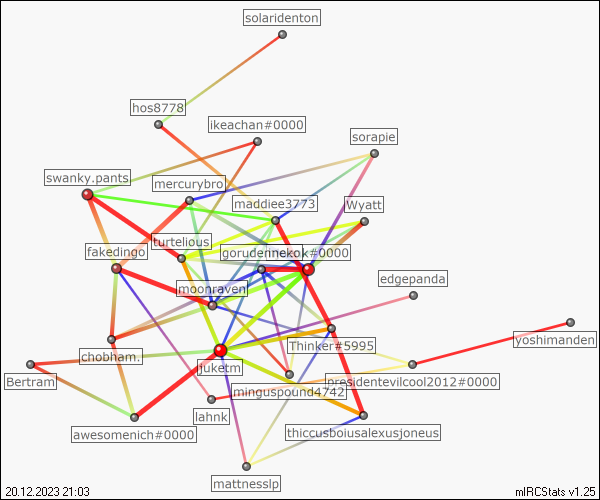 solaridenton
hos8778
ikeachan#0000
sorapie
swanky.pants
mercurybro
maddiee3773
Wyatt
turtelious
fakedingo
gorudennekok#0000
edgepanda
moonraven
yoshimanden
Thinker#5995
chobham.
juketm
Bertram
presidentevilcool2012#0000
minguspound4742
lahnk
awesomenich#0000
thiccusboiusalexusjoneus
mattnesslp
20.12.2023 21:03
mIRCStats v1.25